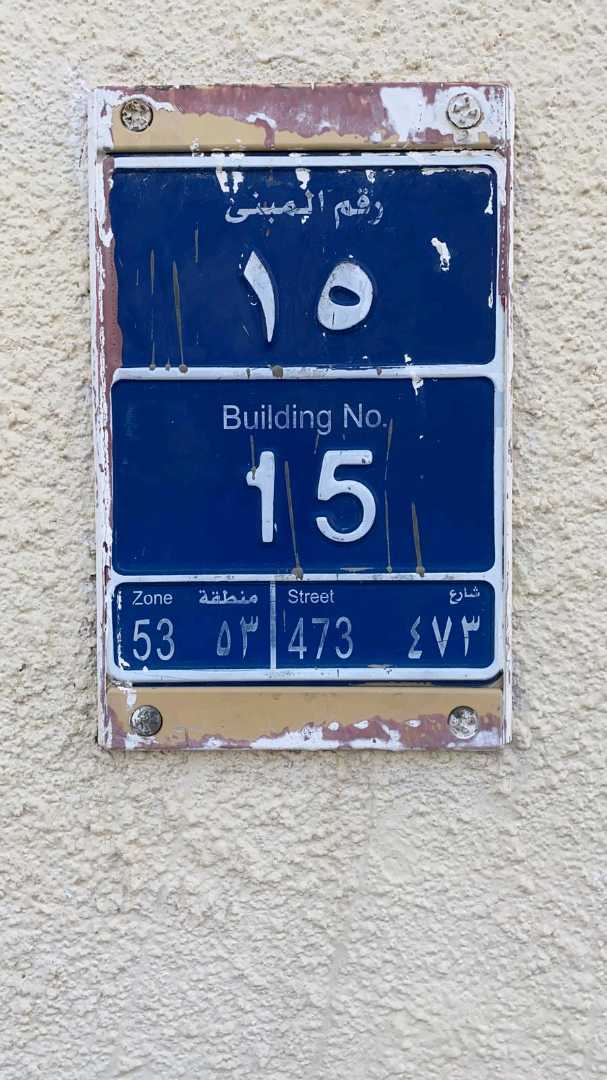 رقم المبنى
١٥
Building No.
15
Zone منطقة Street شارع
53 ٥٣ 473 ٤٧٣